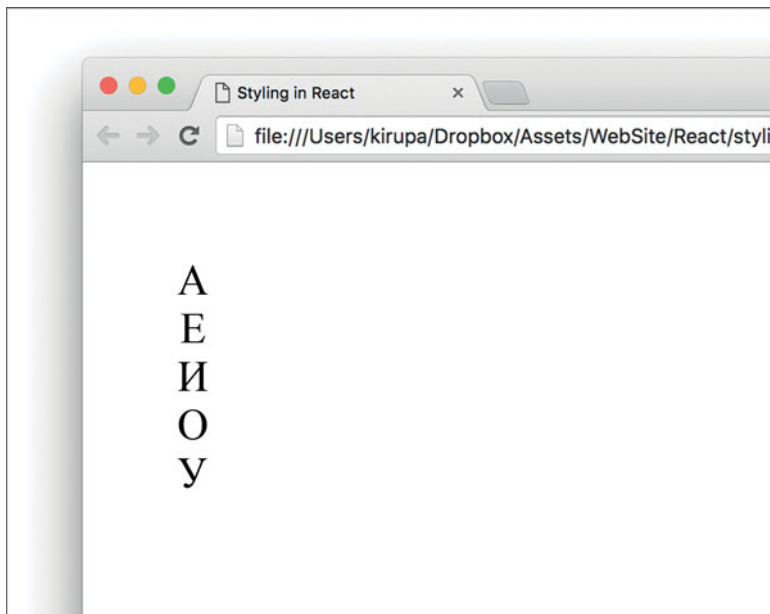 Styling in React
file:///Users/kirupa/Dropbox/Assets/WebSite/React/styli
А
Е
И
О
У